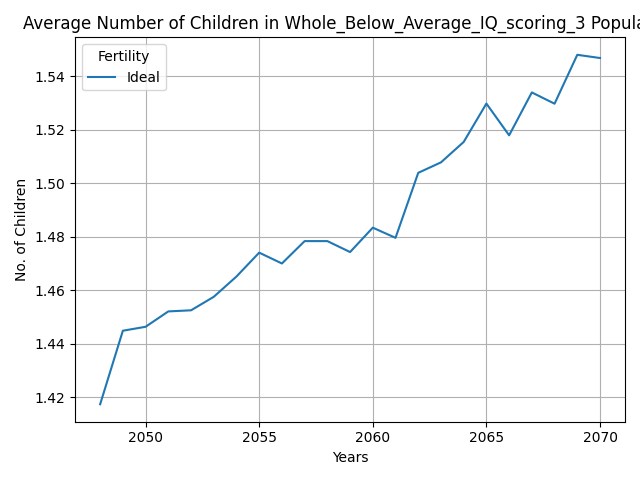 Average Number of Children in Whole_Below_Average_IQ_scoring_3 Popula
Fertility
Ideal
1.54
1.52
1.50
1.48
1.46
1.44
1.42
No. of Children
2050 2055 2060 2065 2070
Years